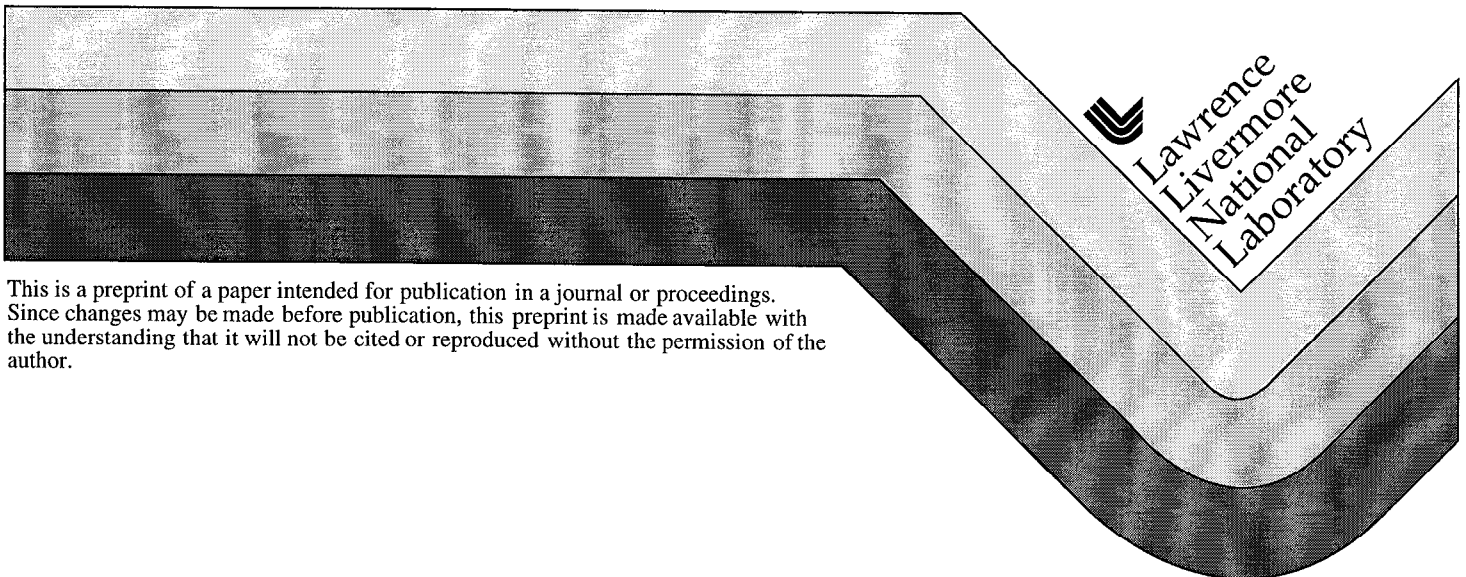 Lawrence
Livermore
National
Laboratory
This is a preprint of a paper intended for publication in a journal or proceedings.
Since changes may be made before publication, this preprint is made available with
the understanding that it will not be cited or reproduced without the permission of the
author.